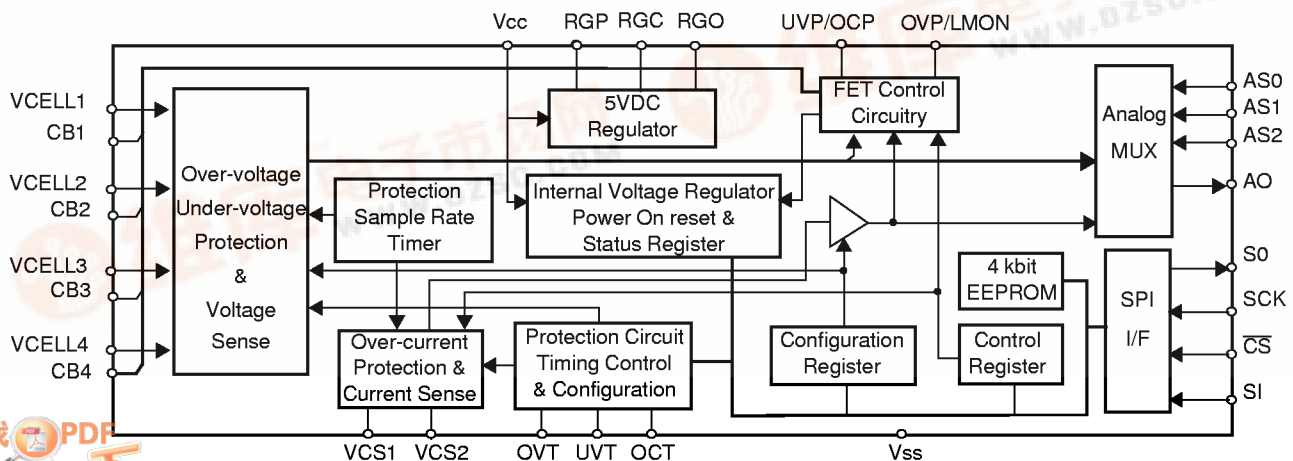 Vcc RGP RGC RGO UVP/OCP OVP/LMON
VCELL1
CB1
VCELL2
CB2
VCELL3
CB3
VCELL4
CB4
Over-voltage
Under-voltage
Protection
&
Voltage
Sense
5VDC
Regulator
FET Control
Circuitry
Analog
MUX
AS0
AS1
AS2
AO
Protection
Sample Rate
Timer
Internal Voltage Regulator
Power On reset &
Status Register
4 kbit
EEPROM
SPI
I/F
S0
SCK
CS
SI
Over-current
Protection &
Current Sense
Protection Circuit
Timing Control
& Configuration
Configuration
Register
Control
Register
VCS1 VCS2 OVT UVT OCT Vss
PDF
WWW.DZSC.COM